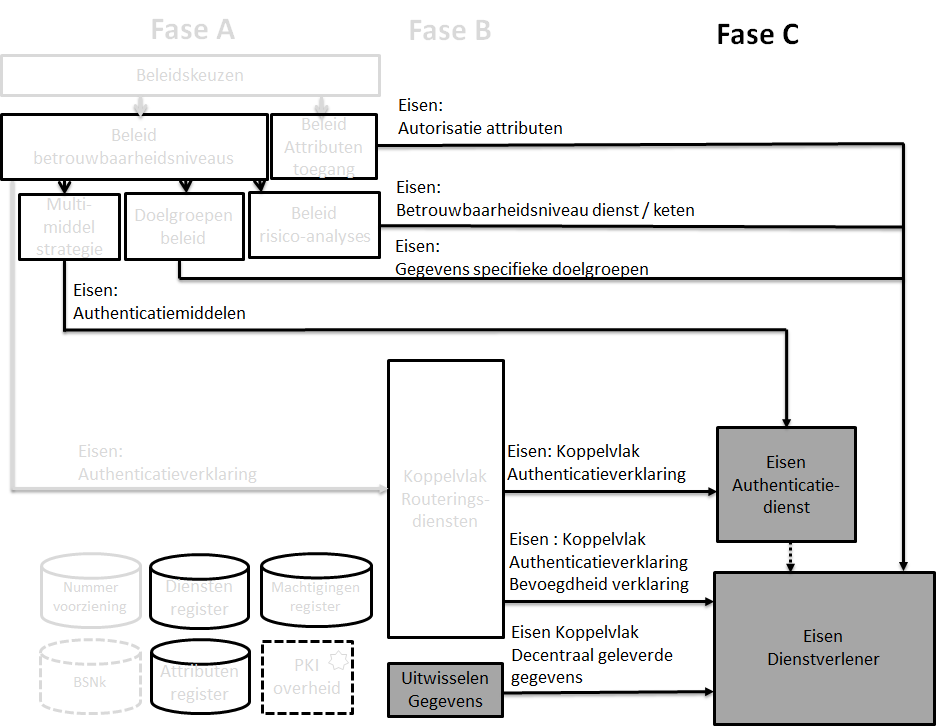 Fase A
Fase B
Fase C
Beleidskeuzen
Beleid
betrouwbaarheidsniveaus
Beleid
Attributen
toegang
Eisen:
Autorisatie attributen
Multi-
middel
strategie
Doelgroepen
beleid
Beleid
risico-analyses
Eisen:
Betrouwbaarheidsniveau dienst / keten
Eisen:
Gegevens specifieke doelgroepen
Eisen:
Authenticatiemiddelen
Eisen:
Authenticatieverklaring
Koppelvlak
Routerings-
diensten
Eisen: Koppelvlak
Authenticatieverklaring
Eisen
Authenticatie-
dienst
Eisen : Koppelvlak
Authenticatieverklaring
Bevoegdheid verklaring
Nummer
voorziening
Diensten
register
Machtigingen
register
Eisen Koppelvlak
Decentraal geleverde
gegevens
Eisen
Dienstverlener
BSNk
Attributen
register
PKI
overheid
Uitwisselen
Gegevens